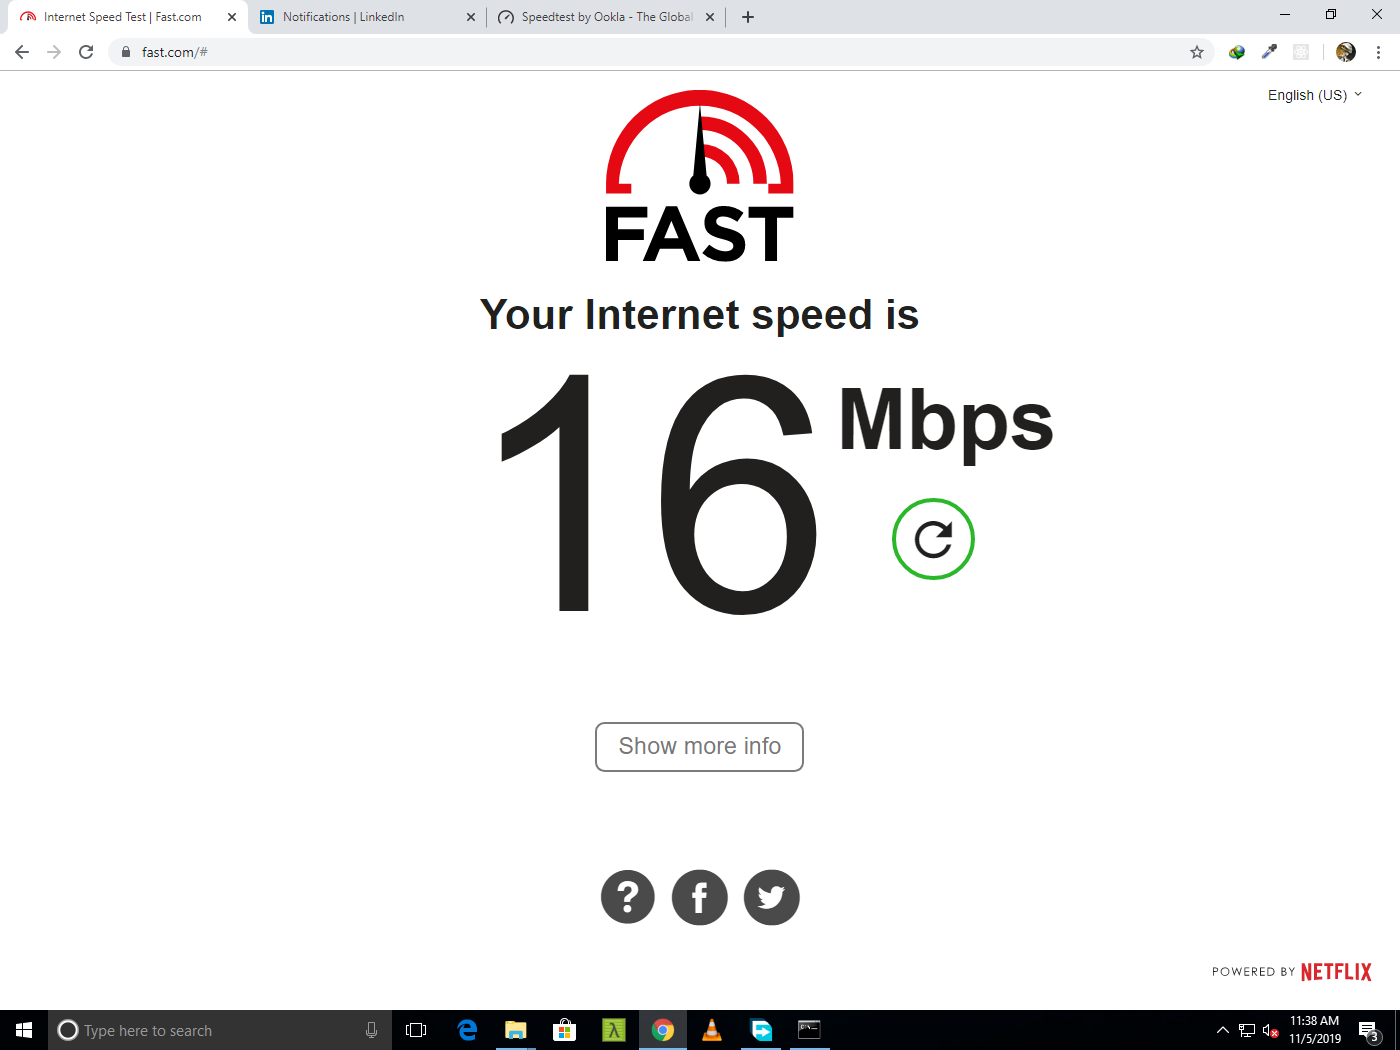 Internet Speed Test | Fast.com
Notifications | LinkedIn
Speedtest by Ookla - The Global
fast.com/#
English (US)
FAST
Your Internet speed is
16 Mbps
Show more info
POWERED BY NETFLIX
Type here to search
11:38 AM
11/5/2019
3